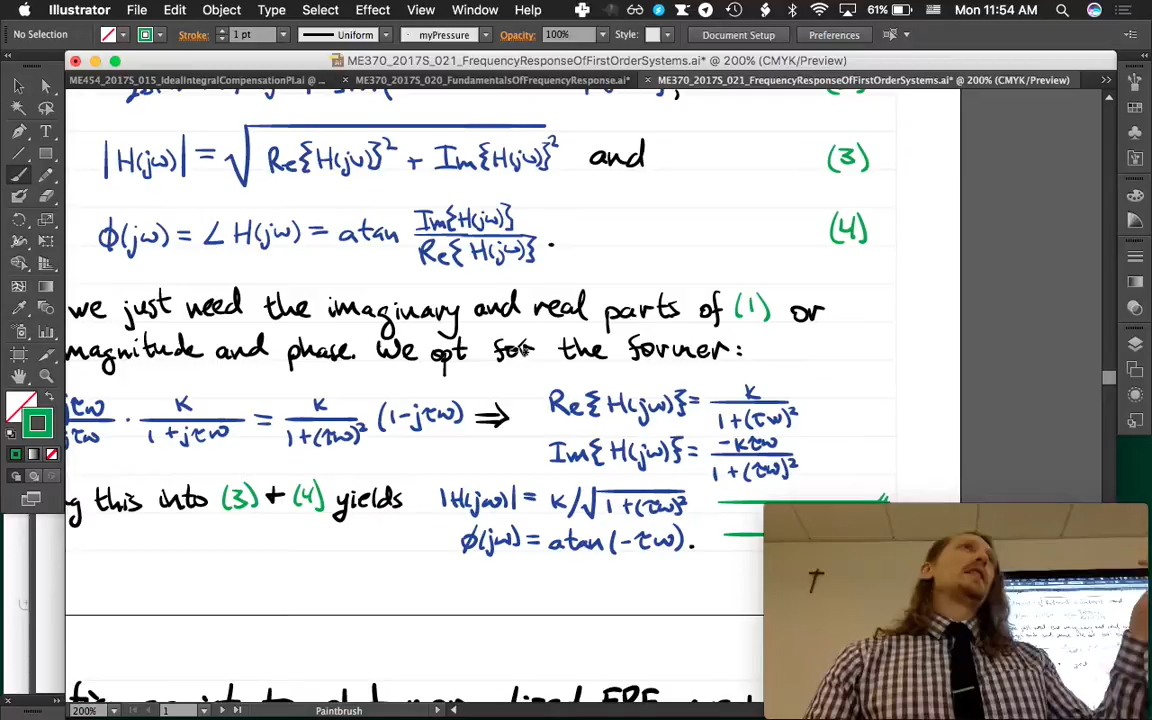 Illustrator File Edit Object Type Select Effect View Window Help 61% Mon 11:54 AM
No Selection Stroke: 1 pt Uniform myPressure Opacity: 100% Style: Document Setup Preferences
ME370_2017S_021_FrequencyResponseOfFirstOrderSystems.ai* @ 200% (CMYK/Preview)
ME454_2017S_015_IdealIntegralCompensationPI.ai @ ... ME370_2017S_020_FundamentalsOfFrequencyResponse.ai* ME370_2017S_021_FrequencyResponseOfFirstOrderSystems.ai* @ 200% (CMYK/Preview)
|H(jω)| = √ Re{H(jω)}² + Im{H(jω)}² and (3)
ϕ(jω) = ∠ H(jω) = atan Im{H(jω)} / Re{H(jω)} . (4)
we just need the imaginary and real parts of (1) or
magnitude and phase. We opt for the former:
jτω / jτω · K / 1+jτω = K / 1+(τω)² (1-jτω) ⇒ Re{H(jω)} = K / 1+(τω)²
Im{H(jω)} = -Kτω / 1+(τω)²
g this into (3) + (4) yields |H(jω)| = K/√1+(τω)²
ϕ(jω) = atan(-τω).
200% 1 Paintbrush